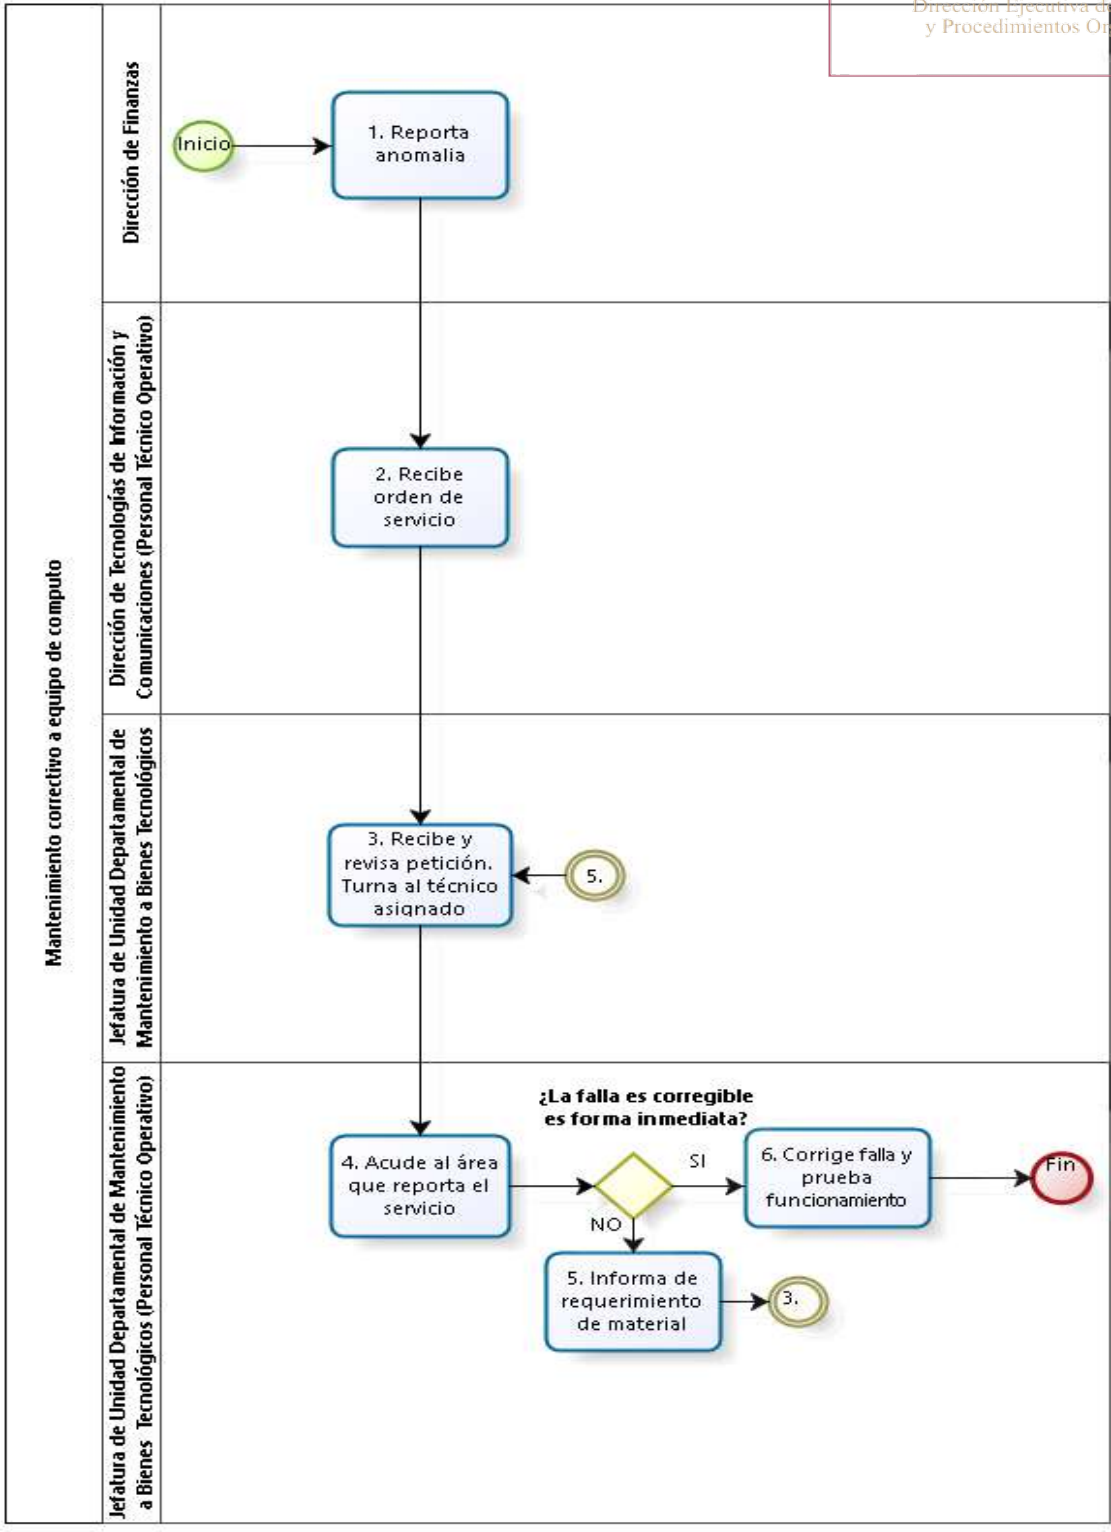 Dirección Ejecutiva de
y Procedimientos Or
Mantenimiento correctivo a equipo de computo
Dirección de Finanzas
Inicio
1. Reporta
anomalia
Dirección de Tecnologías de Información y
Comunicaciones (Personal Técnico Operativo)
2. Recibe
orden de
servicio
Jefatura de Unidad Departamental de
Mantenimiento a Bienes Tecnológicos
3. Recibe y
revisa petición.
Turna al técnico
asignado
5.
Jefatura de Unidad Departamental de Mantenimiento
a Bienes Tecnológicos (Personal Técnico Operativo)
4. Acude al área
que reporta el
servicio
¿La falla es corregible
es forma inmediata?
SI
NO
6. Corrige falla y
prueba
funcionamiento
Fin
5. Informa de
requerimiento
de material
3.